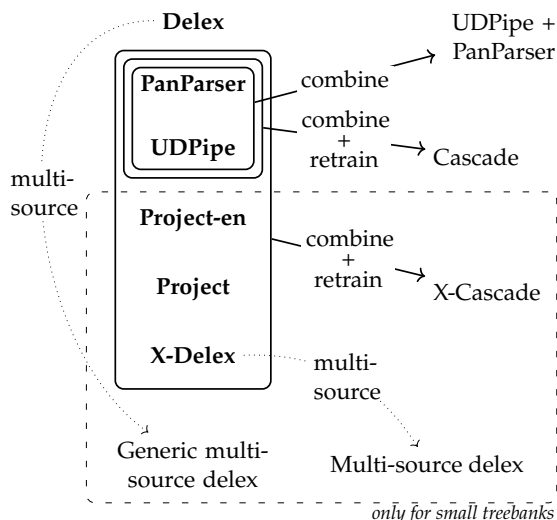 Delex
UDPipe +
PanParser
PanParser
combine
UDPipe
combine
+
retrain
Cascade
multi-
source
Project-en
combine
+
retrain
X-Cascade
Project
X-Delex
multi-
source
Generic multi-
source delex
Multi-source delex
only for small treebanks